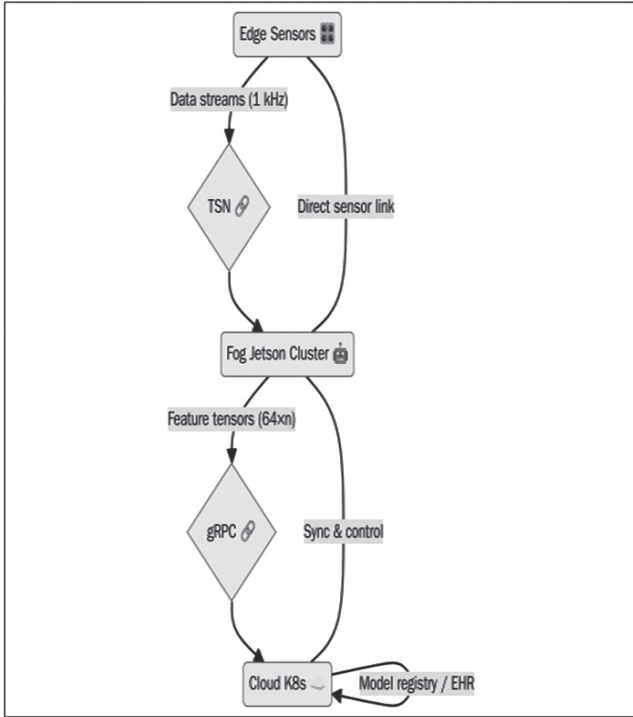 Edge Sensors
Data streams (1 kHz)
TSN
Direct sensor link
Fog Jetson Cluster
Feature tensors (64×n)
gRPC
Sync & control
Cloud K8s
Model registry / EHR